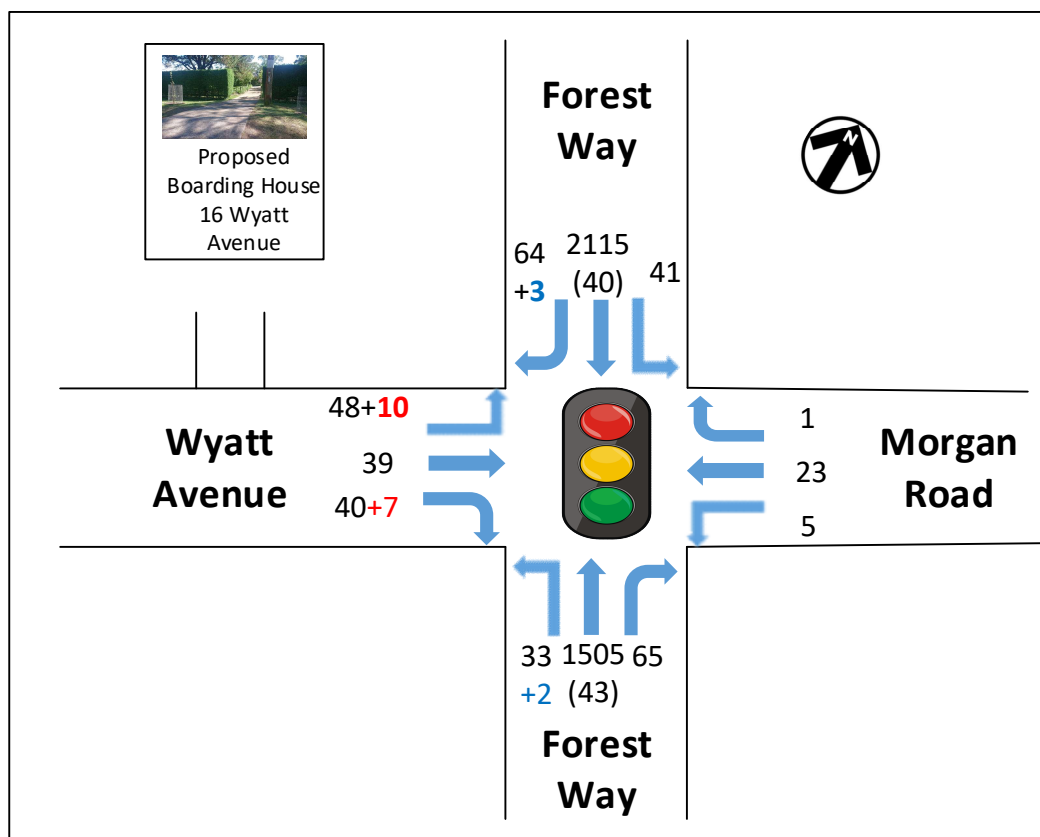 Forest
Way
N
Proposed
Boarding House
16 Wyatt
Avenue
64
+3
2115
(40)
41
48+10
39
40+7
Wyatt
Avenue
1
23
5
Morgan
Road
33
+2
1505
(43)
65
Forest
Way